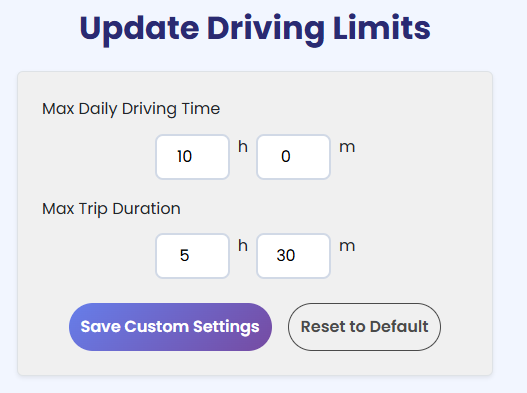 Update Driving Limits
Max Daily Driving Time
10 h 0 m
Max Trip Duration
5 h 30 m
Save Custom Settings Reset to Default